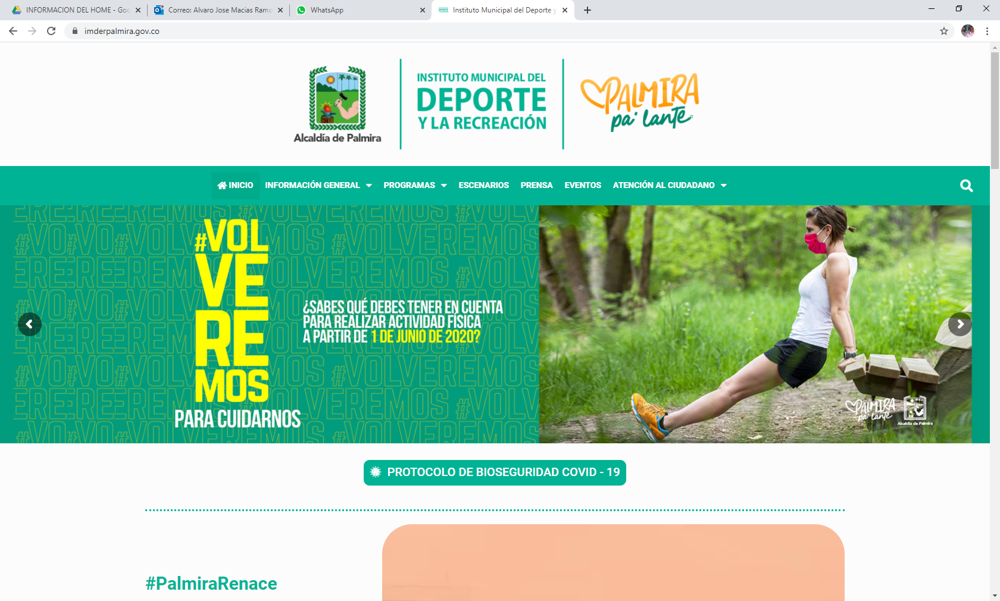 INFORMACION DEL HOME - Goo
Correo: Alvaro Jose Macias Ramo
WhatsApp
Instituto Municipal del Deporte y
imderpalmira.gov.co
Alcaldía de Palmira
INSTITUTO MUNICIPAL DEL
DEPORTE
Y LA RECREACIÓN
PALMIRA
pa' lante
INICIO
INFORMACIÓN GENERAL
PROGRAMAS
ESCENARIOS
PRENSA
EVENTOS
ATENCIÓN AL CIUDADANO
#VOL
VE
RE
MOS
PARA CUIDARNOS
¿SABES QUÉ DEBES TENER EN CUENTA
PARA REALIZAR ACTIVIDAD FÍSICA
A PARTIR DE 1 DE JUNIO DE 2020?
PALMIRA
pa' lante
Alcaldía de Palmira
PROTOCOLO DE BIOSEGURIDAD COVID - 19
#PalmiraRenace